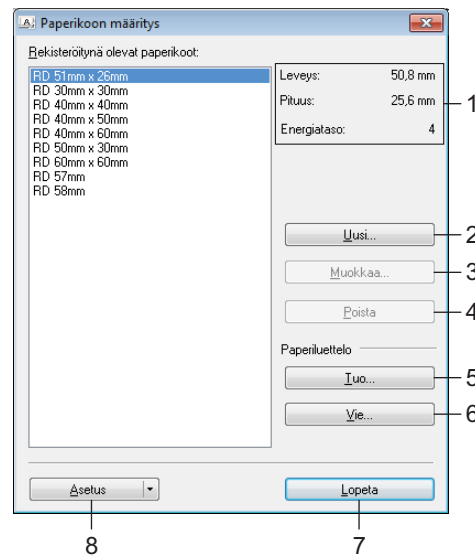 Paperikoon määritys
Rekisteröitynä olevat paperikoot:
RD 51mm x 26mm
RD 30mm x 30mm
RD 40mm x 40mm
RD 40mm x 50mm
RD 40mm x 60mm
RD 50mm x 30mm
RD 60mm x 60mm
RD 57mm
RD 58mm
Leveys: 50,8 mm
Pituus: 25,6 mm
Energiataso: 4
1
Uusi... 2
Muokkaa... 3
Poista 4
Paperiluettelo
Tuo... 5
Vie... 6
Asetus
Lopeta
8
7